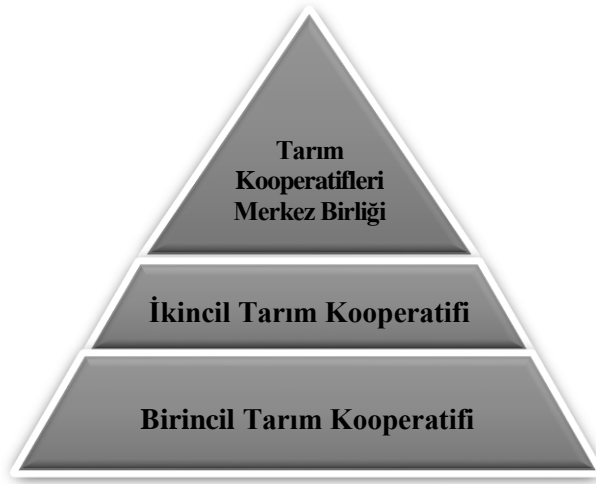 Tarım
Kooperatifleri
Merkez Birliği
İkincil Tarım Kooperatifi
Birincil Tarım Kooperatifi